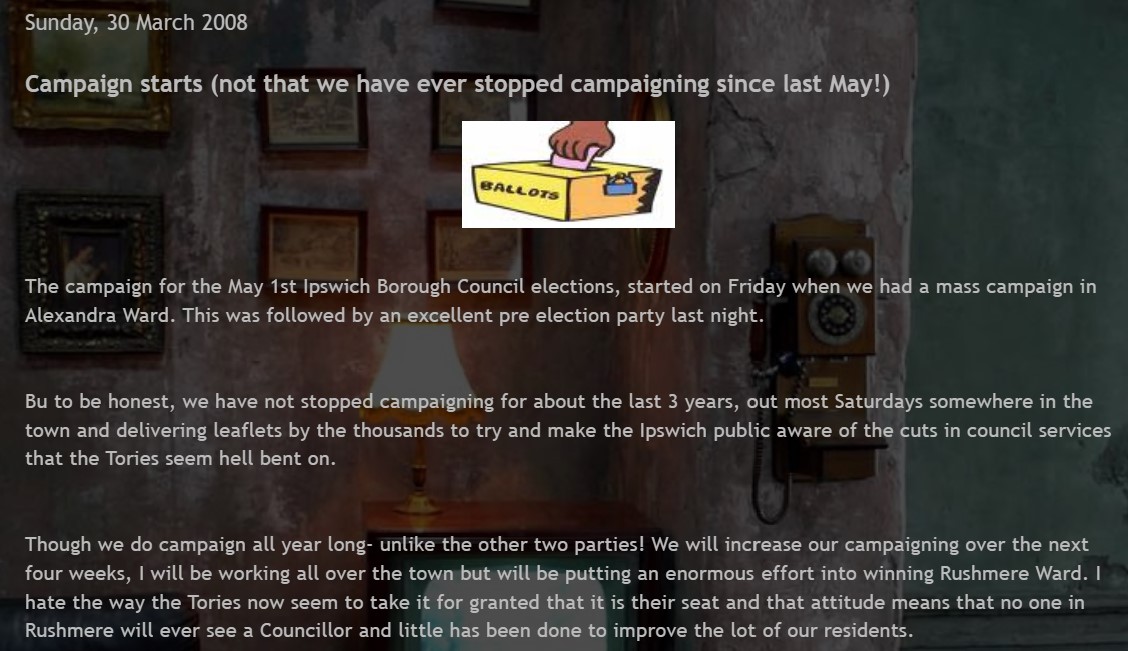 Sunday, 30 March 2008
Campaign starts (not that we have ever stopped campaigning since last May!)
BALLOTS
The campaign for the May 1st Ipswich Borough Council elections, started on Friday when we had a mass campaign in
Alexandra Ward. This was followed by an excellent pre election party last night.
Bu to be honest, we have not stopped campaigning for about the last 3 years, out most Saturdays somewhere in the
town and delivering leaflets by the thousands to try and make the Ipswich public aware of the cuts in council services
that the Tories seem hell bent on.
Though we do campaign all year long- unlike the other two parties! We will increase our campaigning over the next
four weeks, I will be working all over the town but will be putting an enormous effort into winning Rushmere Ward. I
hate the way the Tories now seem to take it for granted that it is their seat and that attitude means that no one in
Rushmere will ever see a Councillor and little has been done to improve the lot of our residents.